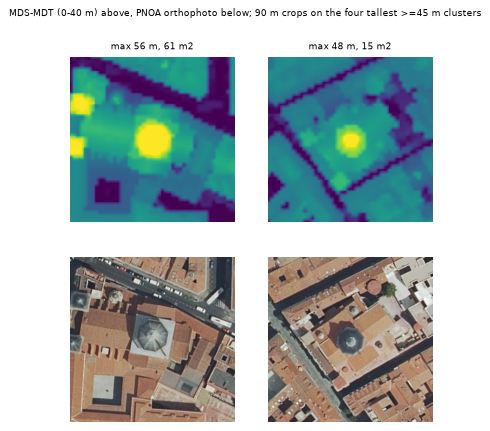 MDS-MDT (0-40 m) above, PNOA orthophoto below; 90 m crops on the four tallest >=45 m clusters
max 56 m, 61 m2
max 48 m, 15 m2